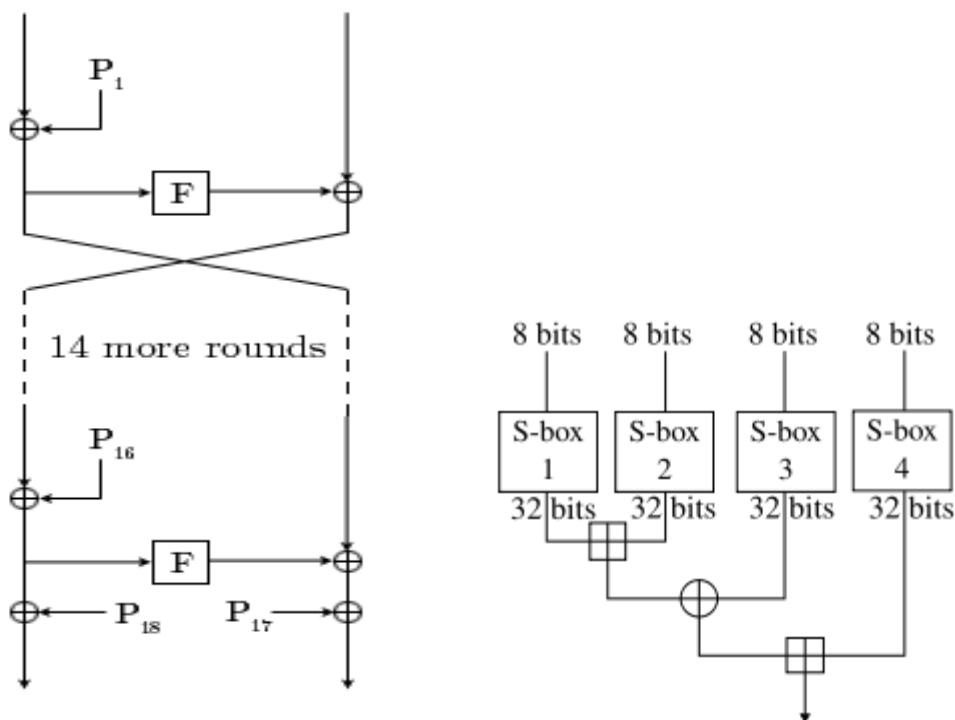 P1
F
14 more rounds
P16
F
P18
P17
8 bits 8 bits 8 bits 8 bits
S-box S-box S-box S-box
1 2 3 4
32 bits 32 bits 32 bits 32 bits